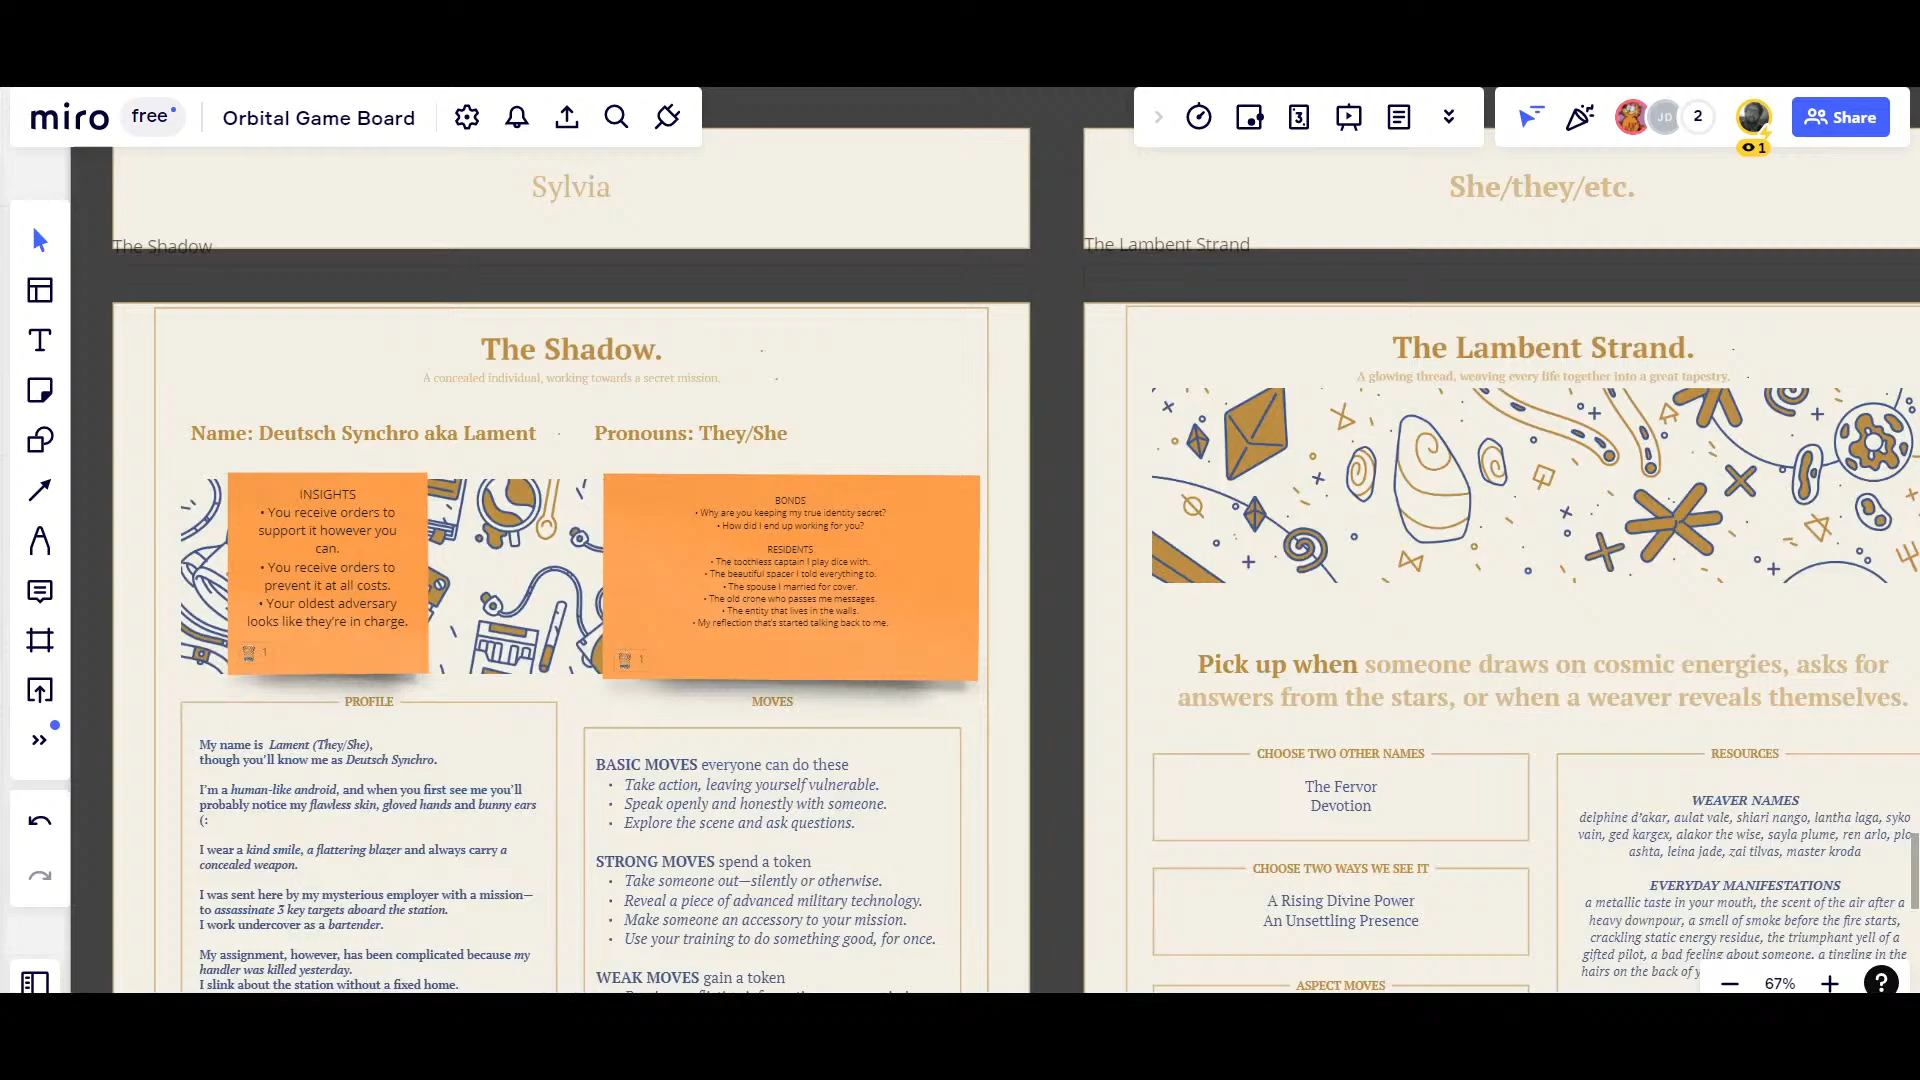 miro free Orbital Game Board
3 JD 2 Share
1
Sylvia
She/they/etc.
The Shadow
The Lambent Strand
The Shadow.
A concealed individual, working towards a secret mission.
Name: Deutsch Synchro aka Lament
Pronouns: They/She
INSIGHTS
• You receive orders to
support it however you
can.
• You receive orders to
prevent it at all costs.
• Your oldest adversary
looks like they're in charge.
1
BONDS
• Why are you keeping my true identity secret?
• How did I end up working for you?
RESIDENTS
• The toothless captain I play dice with.
• The beautiful spacer I told everything to.
• The spouse I married for cover.
• The old crone who passes me messages.
• The entity that lives in the walls.
• My reflection that's started talking back to me.
1
PROFILE
My name is Lament (They/She),
though you'll know me as Deutsch Synchro.
I'm a human-like android, and when you first see me you'll
probably notice my flawless skin, gloved hands and bunny ears
(:
I wear a kind smile, a flattering blazer and always carry a
concealed weapon.
I was sent here by my mysterious employer with a mission—
to assassinate 3 key targets aboard the station.
I work undercover as a bartender.
My assignment, however, has been complicated because my
handler was killed yesterday.
I slink about the station without a fixed home.
MOVES
BASIC MOVES everyone can do these
• Take action, leaving yourself vulnerable.
• Speak openly and honestly with someone.
• Explore the scene and ask questions.
STRONG MOVES spend a token
• Take someone out—silently or otherwise.
• Reveal a piece of advanced military technology.
• Make someone an accessory to your mission.
• Use your training to do something good, for once.
WEAK MOVES gain a token
The Lambent Strand.
A glowing thread, weaving every life together into a great tapestry.
Pick up when someone draws on cosmic energies, asks for
answers from the stars, or when a weaver reveals themselves.
CHOOSE TWO OTHER NAMES
The Fervor
Devotion
CHOOSE TWO WAYS WE SEE IT
A Rising Divine Power
An Unsettling Presence
ASPECT MOVES
RESOURCES
WEAVER NAMES
delphine d'akar, aulat vale, shiari nango, lantha laga, syko
vain, ged kargex, alakor the wise, sayla plume, ren arlo, plo
ashta, leina jade, zai tilvas, master kroda
EVERYDAY MANIFESTATIONS
a metallic taste in your mouth, the scent of the air after a
heavy downpour, a smell of smoke before the fire starts,
crackling static energy residue, the triumphant yell of a
gifted pilot, a bad feeling about someone, a tingling in the
hairs on the back of y
67%
?